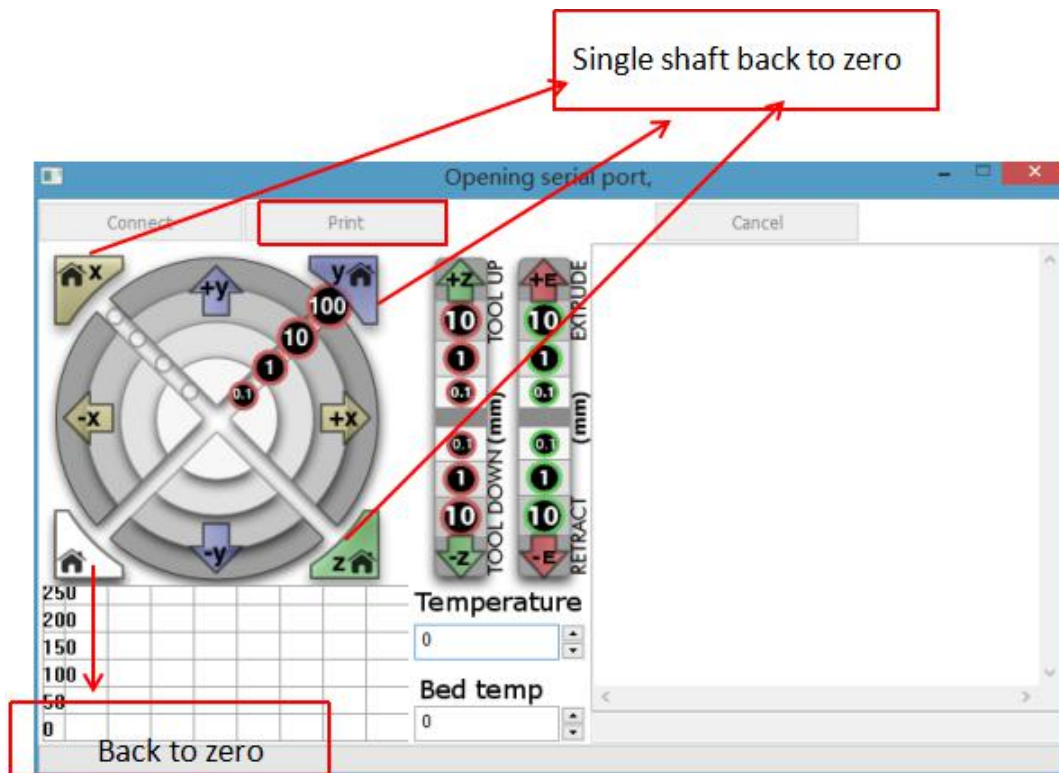 Single shaft back to zero
Opening serial port,
Connect
Print
Cancel
x
y
+y
100
10
1
0.1
-x
+x
-y
z
+Z
10
1
0.1
0.1
1
10
-Z
TOOL UP
(mm)
TOOL DOWN
+E
10
1
0.1
0.1
1
10
-E
EXTRUDE
(mm)
RETRACT
250
200
150
100
50
0
Temperature
0
Bed temp
0
Back to zero